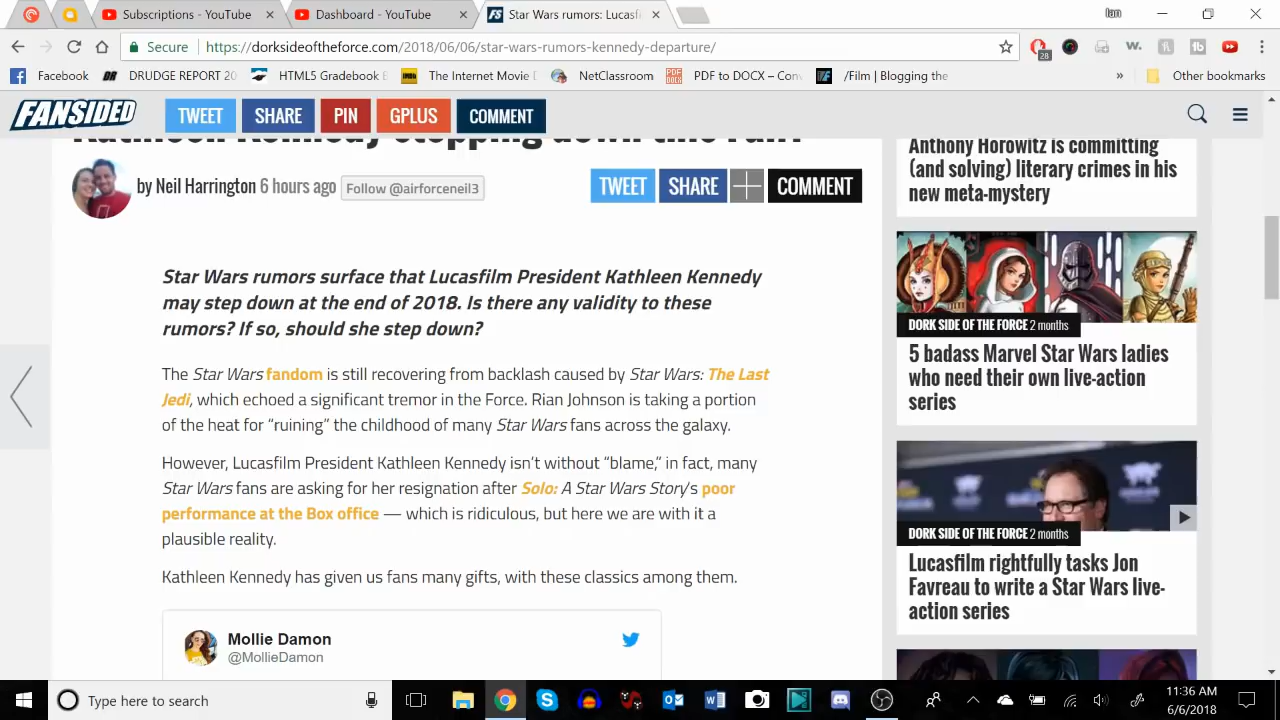 Subscriptions - YouTube
Dashboard - YouTube
Star Wars rumors: Lucasfi
Ian
Secure
https://dorksideoftheforce.com/2018/06/06/star-wars-rumors-kennedy-departure/
28
Facebook
DRUDGE REPORT 20
HTML5 Gradebook
The Internet Movie
NetClassroom
PDF to DOCX – Con
/Film | Blogging the
Other bookmarks
FANSIDED
TWEET
SHARE
PIN
GPLUS
COMMENT
Kathleen Kennedy stepping down this Fall?
by Neil Harrington 6 hours ago
Follow @airforceneil3
TWEET
SHARE
COMMENT
Star Wars rumors surface that Lucasfilm President Kathleen Kennedy
may step down at the end of 2018. Is there any validity to these
rumors? If so, should she step down?
The Star Wars fandom is still recovering from backlash caused by Star Wars: The Last
Jedi, which echoed a significant tremor in the Force. Rian Johnson is taking a portion
of the heat for “ruining” the childhood of many Star Wars fans across the galaxy.
However, Lucasfilm President Kathleen Kennedy isn’t without “blame,” in fact, many
Star Wars fans are asking for her resignation after Solo: A Star Wars Story’s poor
performance at the Box office — which is ridiculous, but here we are with it a
plausible reality.
Kathleen Kennedy has given us fans many gifts, with these classics among them.
Mollie Damon
@MollieDamon
Anthony Horowitz is committing
(and solving) literary crimes in his
new meta-mystery
DORK SIDE OF THE FORCE 2 months
5 badass Marvel Star Wars ladies
who need their own live-action
series
DORK SIDE OF THE FORCE 2 months
Lucasfilm rightfully tasks Jon
Favreau to write a Star Wars live-
action series
Type here to search
11:36 AM
6/6/2018